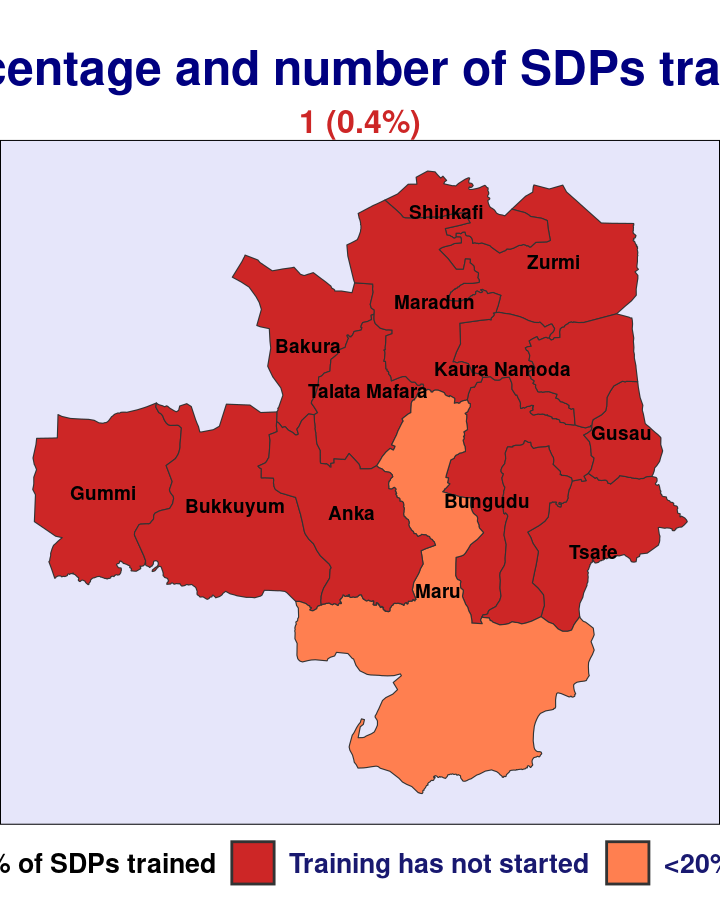 centage and number of SDPs tra
1 (0.4%)
Shinkafi
Zurmi
Maradun
Bakura
Kaura Namoda
Talata Mafara
Gusau
Gummi
Bungudu
Bukkuyum
Anka
Tsafe
Maru
% of SDPs trained
Training has not started
<20%